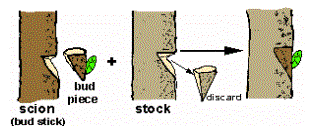 bud
piece
+
discard
scion
(bud stick)
stock